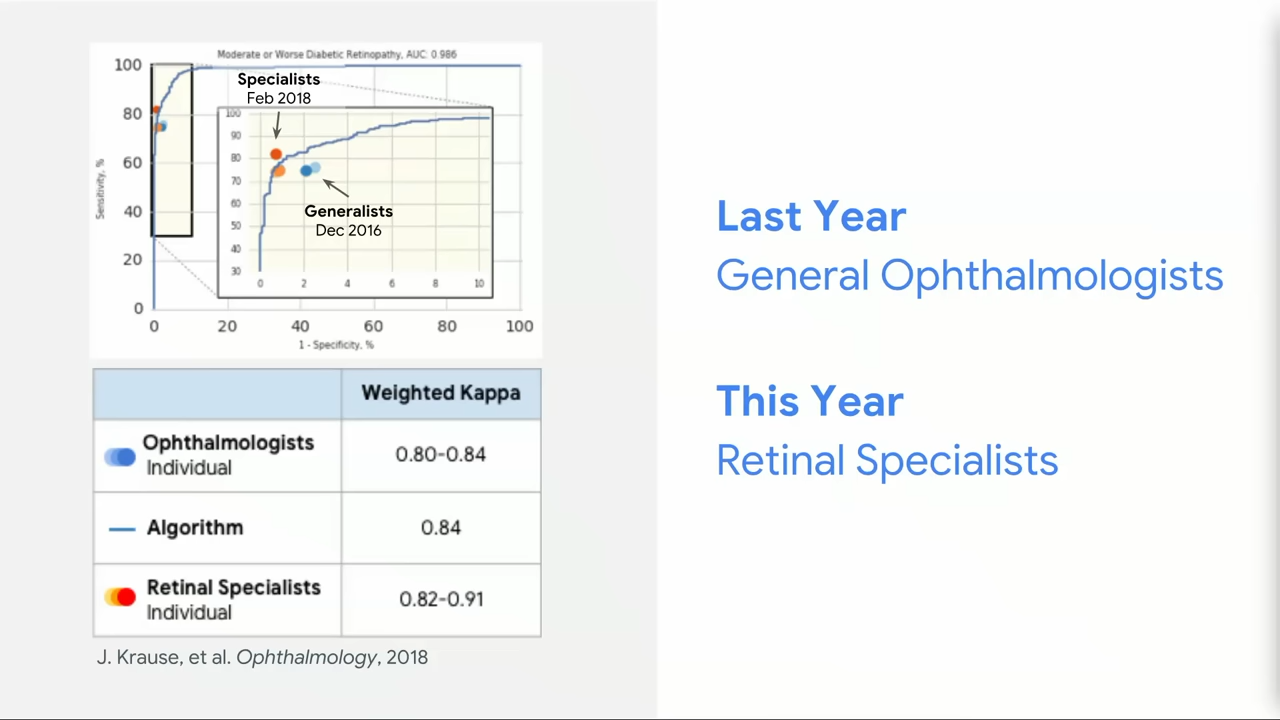 Moderate or Worse Diabetic Retinopathy, AUC: 0.986
100
80
60
40
20
0
Sensitivity, %
0 20 40 60 80 100
1 - Specificity, %
Specialists
Feb 2018
100
90
80
70
60
50
40
30
0 2 4 6 8 10
Generalists
Dec 2016
Weighted Kappa
Ophthalmologists
Individual
0.80-0.84
Algorithm
0.84
Retinal Specialists
Individual
0.82-0.91
J. Krause, et al. Ophthalmology, 2018
Last Year
General Ophthalmologists
This Year
Retinal Specialists